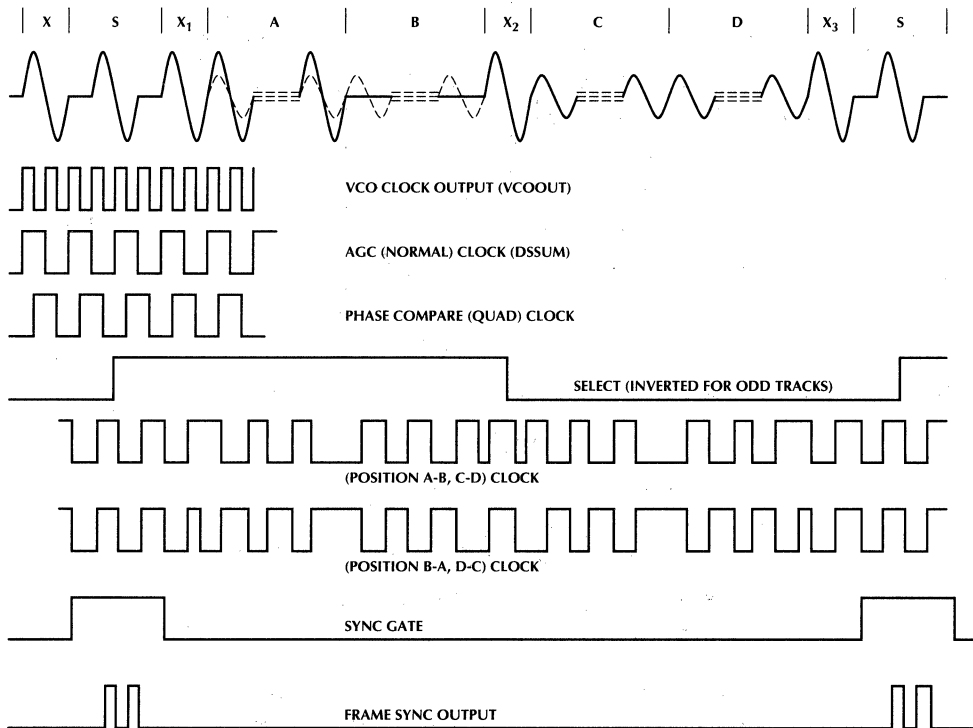 X S X1 A B X2 C D X3 S
VCO CLOCK OUTPUT (VCOOUT)
AGC (NORMAL) CLOCK (DSSUM)
PHASE COMPARE (QUAD) CLOCK
SELECT (INVERTED FOR ODD TRACKS)
(POSITION A-B, C-D) CLOCK
(POSITION B-A, D-C) CLOCK
SYNC GATE
FRAME SYNC OUTPUT